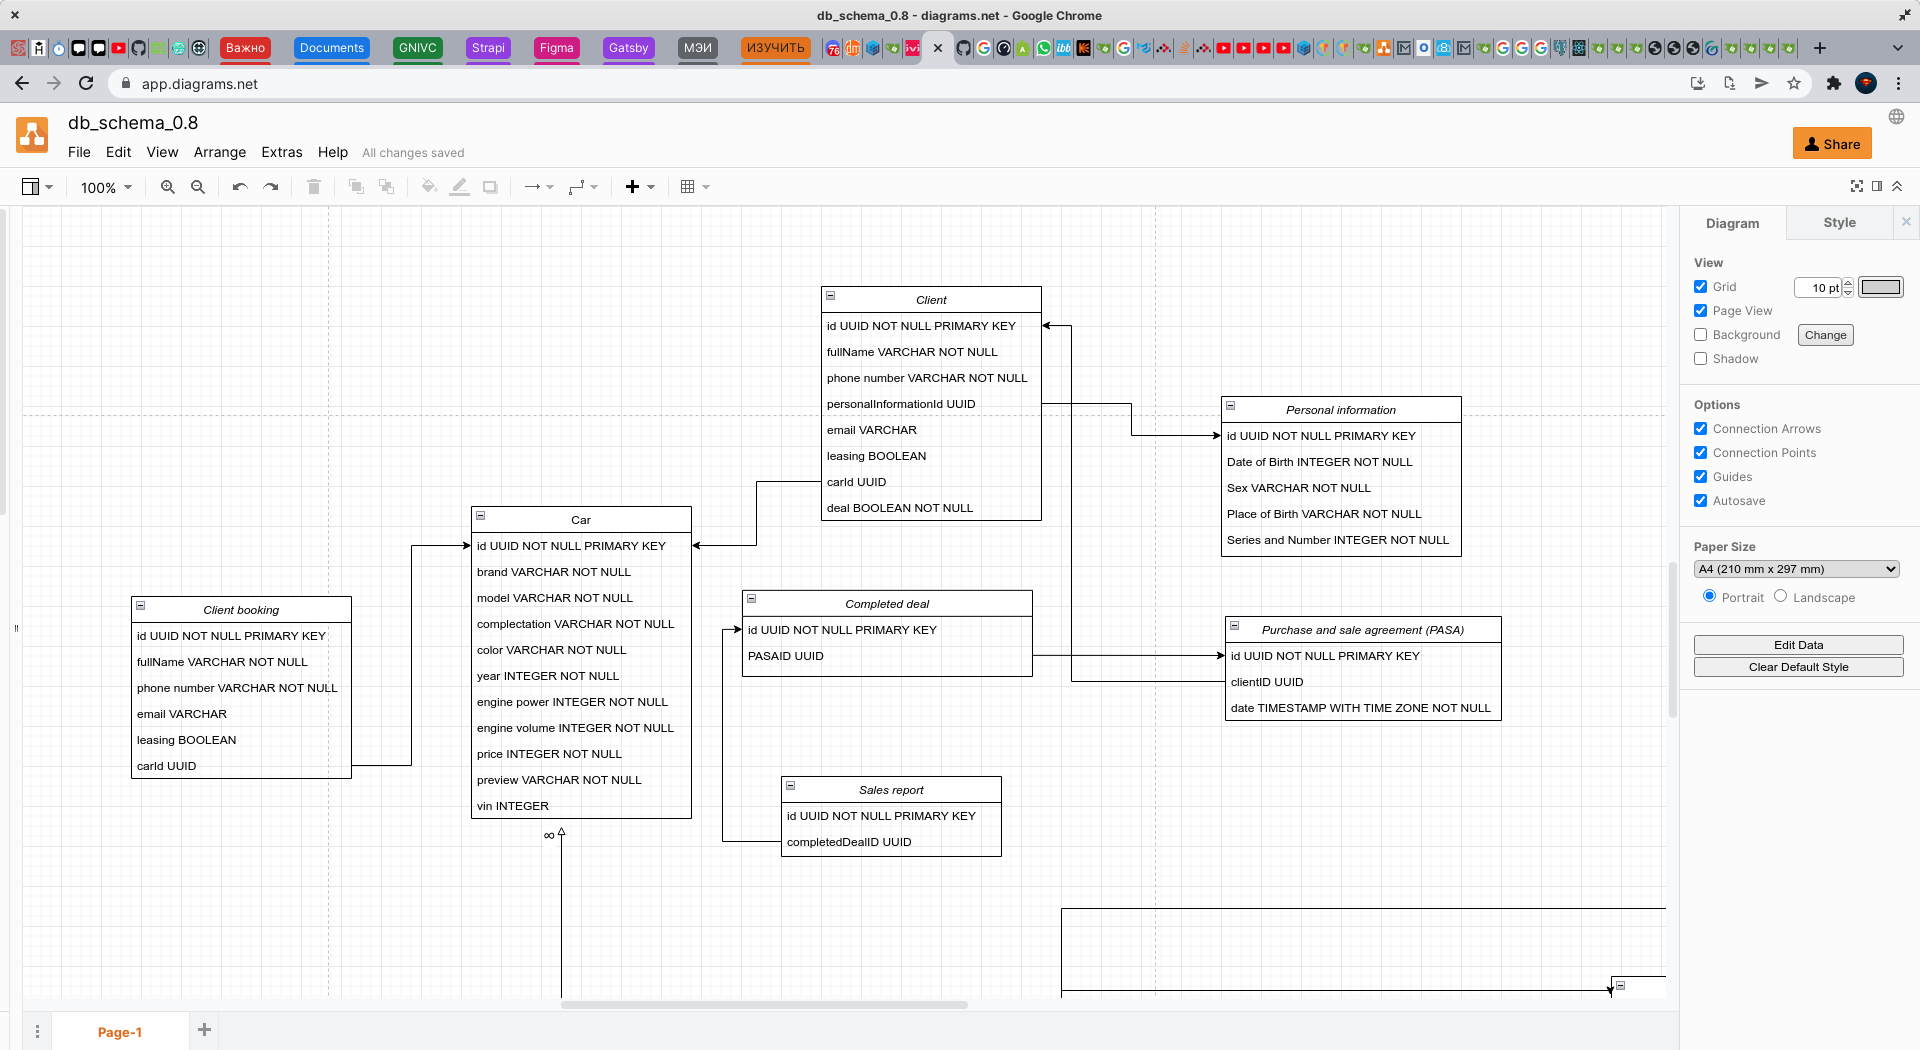 db_schema_0.8 - diagrams.net - Google Chrome
Важно
Documents
GNIVC
Strapi
Figma
Gatsby
МЭИ
ИЗУЧИТЬ
76
app.diagrams.net
db_schema_0.8
File Edit View Arrange Extras Help All changes saved
Share
100%
Client
id UUID NOT NULL PRIMARY KEY
fullName VARCHAR NOT NULL
phone number VARCHAR NOT NULL
personalInformationId UUID
email VARCHAR
leasing BOOLEAN
carId UUID
deal BOOLEAN NOT NULL
Personal information
id UUID NOT NULL PRIMARY KEY
Date of Birth INTEGER NOT NULL
Sex VARCHAR NOT NULL
Place of Birth VARCHAR NOT NULL
Series and Number INTEGER NOT NULL
Car
id UUID NOT NULL PRIMARY KEY
brand VARCHAR NOT NULL
model VARCHAR NOT NULL
complectation VARCHAR NOT NULL
color VARCHAR NOT NULL
year INTEGER NOT NULL
engine power INTEGER NOT NULL
engine volume INTEGER NOT NULL
price INTEGER NOT NULL
preview VARCHAR NOT NULL
vin INTEGER
∞
Client booking
id UUID NOT NULL PRIMARY KEY
fullName VARCHAR NOT NULL
phone number VARCHAR NOT NULL
email VARCHAR
leasing BOOLEAN
carId UUID
Completed deal
id UUID NOT NULL PRIMARY KEY
PASAID UUID
Purchase and sale agreement (PASA)
id UUID NOT NULL PRIMARY KEY
clientID UUID
date TIMESTAMP WITH TIME ZONE NOT NULL
Sales report
id UUID NOT NULL PRIMARY KEY
completedDealID UUID
Diagram
Style
View
Grid
10 pt
Page View
Background
Change
Shadow
Options
Connection Arrows
Connection Points
Guides
Autosave
Paper Size
A4 (210 mm x 297 mm)
Portrait
Landscape
Edit Data
Clear Default Style
Page-1